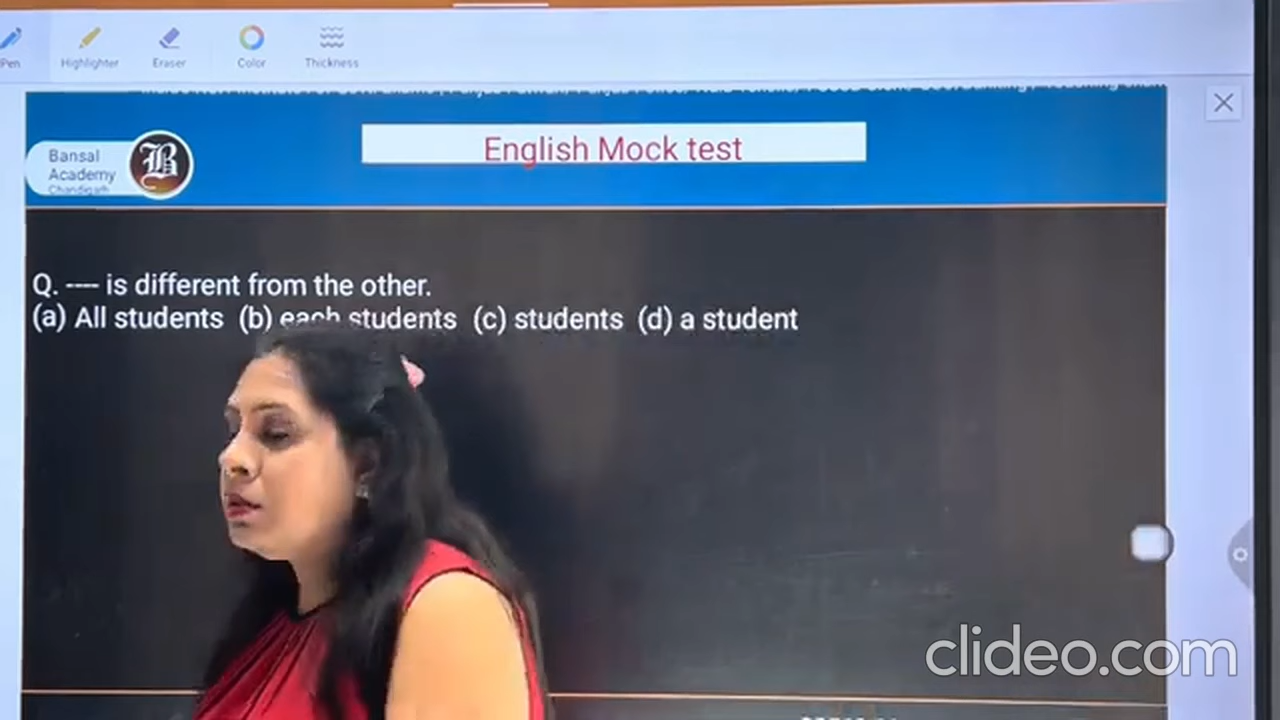 Pen Highlighter Eraser Color Thickness
Bansal
Academy
Chandigarh
B
English Mock test
Q. ---- is different from the other.
(a) All students (b) each students (c) students (d) a student
clideo.com